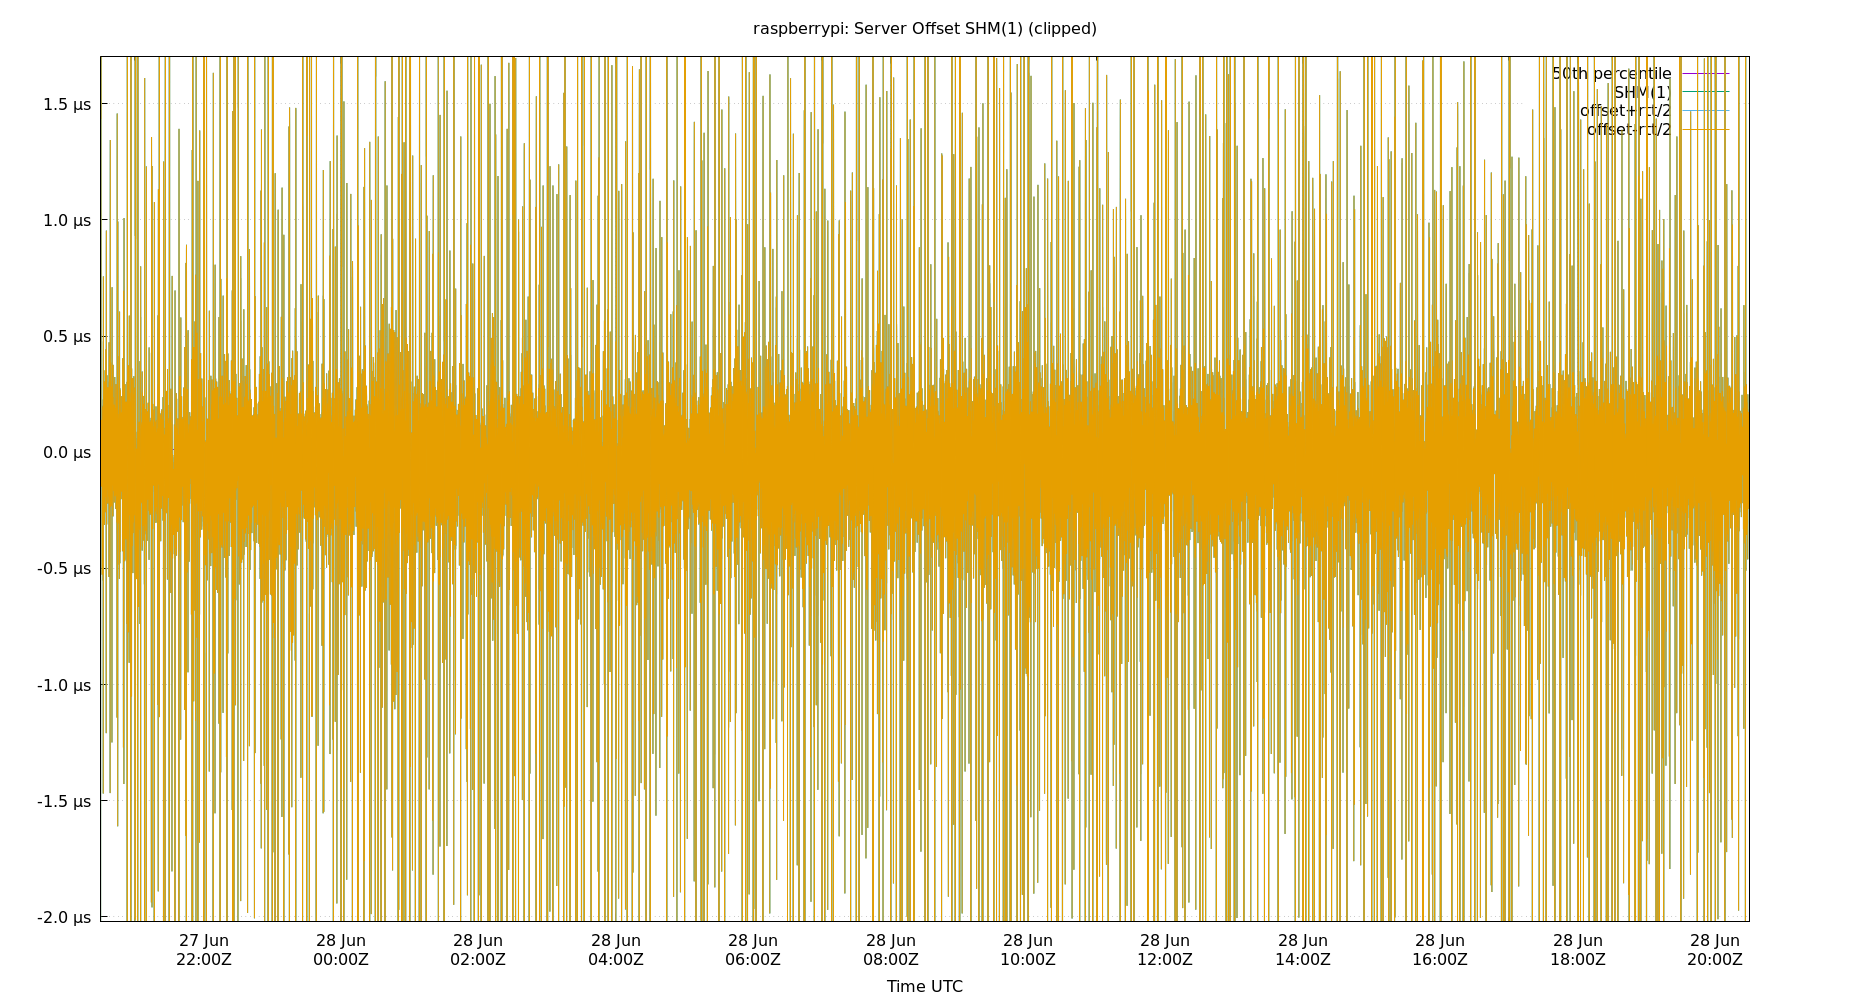 raspberrypi: Server Offset SHM(1) (clipped)
50th percentile
SHM(1)
offset+rtt/2
offset-rtt/2
1.5 µs
1.0 µs
0.5 µs
0.0 µs
-0.5 µs
-1.0 µs
-1.5 µs
-2.0 µs
27 Jun 28 Jun 28 Jun 28 Jun 28 Jun 28 Jun 28 Jun 28 Jun 28 Jun 28 Jun 28 Jun 28 Jun
22:00Z 00:00Z 02:00Z 04:00Z 06:00Z 08:00Z 10:00Z 12:00Z 14:00Z 16:00Z 18:00Z 20:00Z
Time UTC